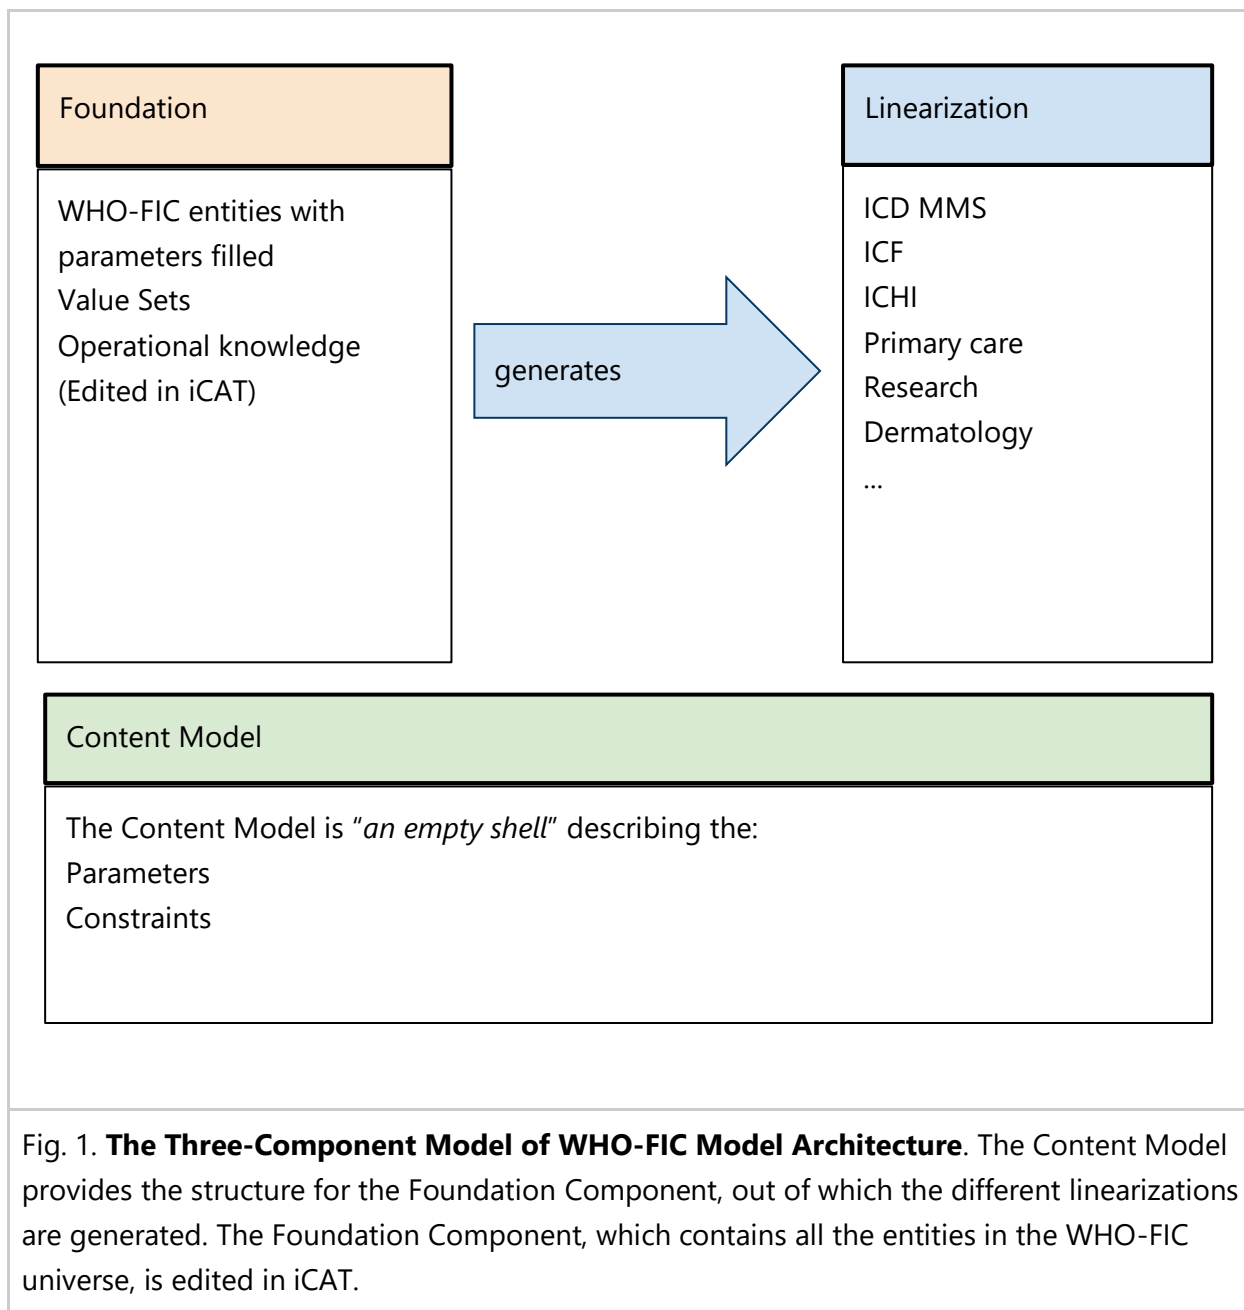 Foundation
WHO-FIC entities with
parameters filled
Value Sets
Operational knowledge
(Edited in iCAT)
generates
Linearization
ICD MMS
ICF
ICHI
Primary care
Research
Dermatology
...
Content Model
The Content Model is “an empty shell” describing the:
Parameters
Constraints
Fig. 1. The Three-Component Model of WHO-FIC Model Architecture. The Content Model
provides the structure for the Foundation Component, out of which the different linearizations
are generated. The Foundation Component, which contains all the entities in the WHO-FIC
universe, is edited in iCAT.